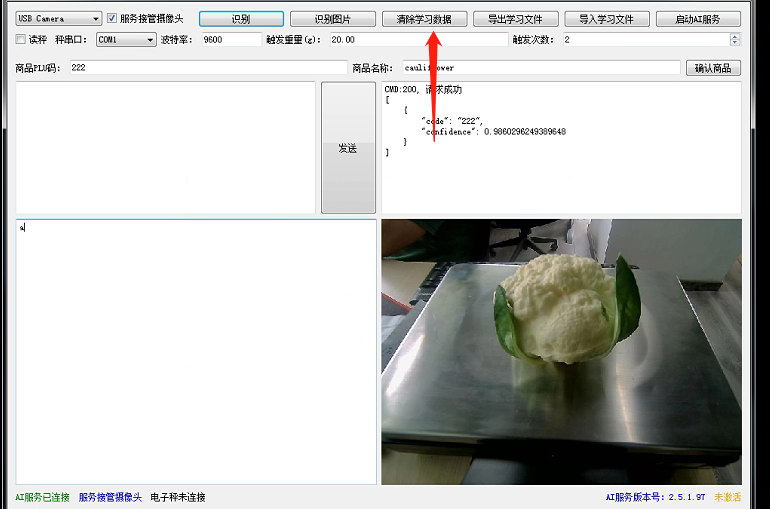 USB Camera 服务接管摄像头 识别 识别图片 清除学习数据 导出学习文件 导入学习文件 启动AI服务
读秤 秤串口： COM1 波特率： 9600 触发重量(g)： 20.00 触发次数： 2
商品PLU码： 222 商品名称： cauliflower 确认商品
CMD:200, 请求成功
[
{
"code": "222",
"confidence": 0.9860296249389648
}
]
发送
a
AI服务已连接 服务接管摄像头 电子秤未连接 AI服务版本号：2.5.1.97 未激活